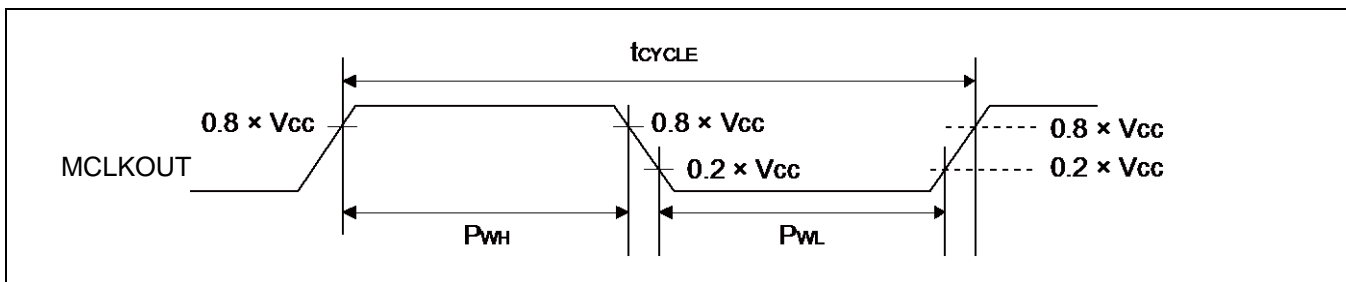 tCYCLE
0.8 × Vcc
0.8 × Vcc
0.8 × Vcc
MCLKOUT
0.2 × Vcc
0.2 × Vcc
PWH
PWL